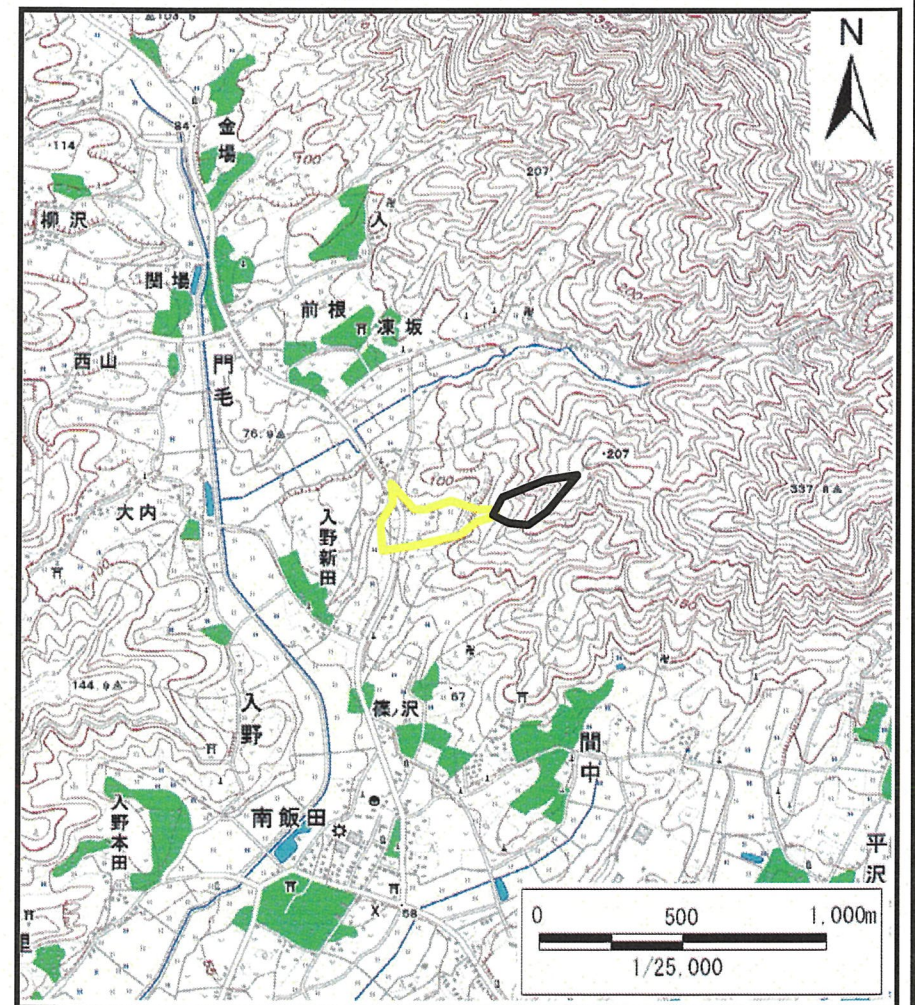 103.5
N
84
金場
114
100
207
柳沢
入
関場
200
前根
凍坂
西山
門毛
76.9
207
100
337.8
大内
入野新田
100
144.9
入野
篠ノ沢
67
間中
入野本田
南飯田
平沢
58
0 500 1,000m
1/25,000